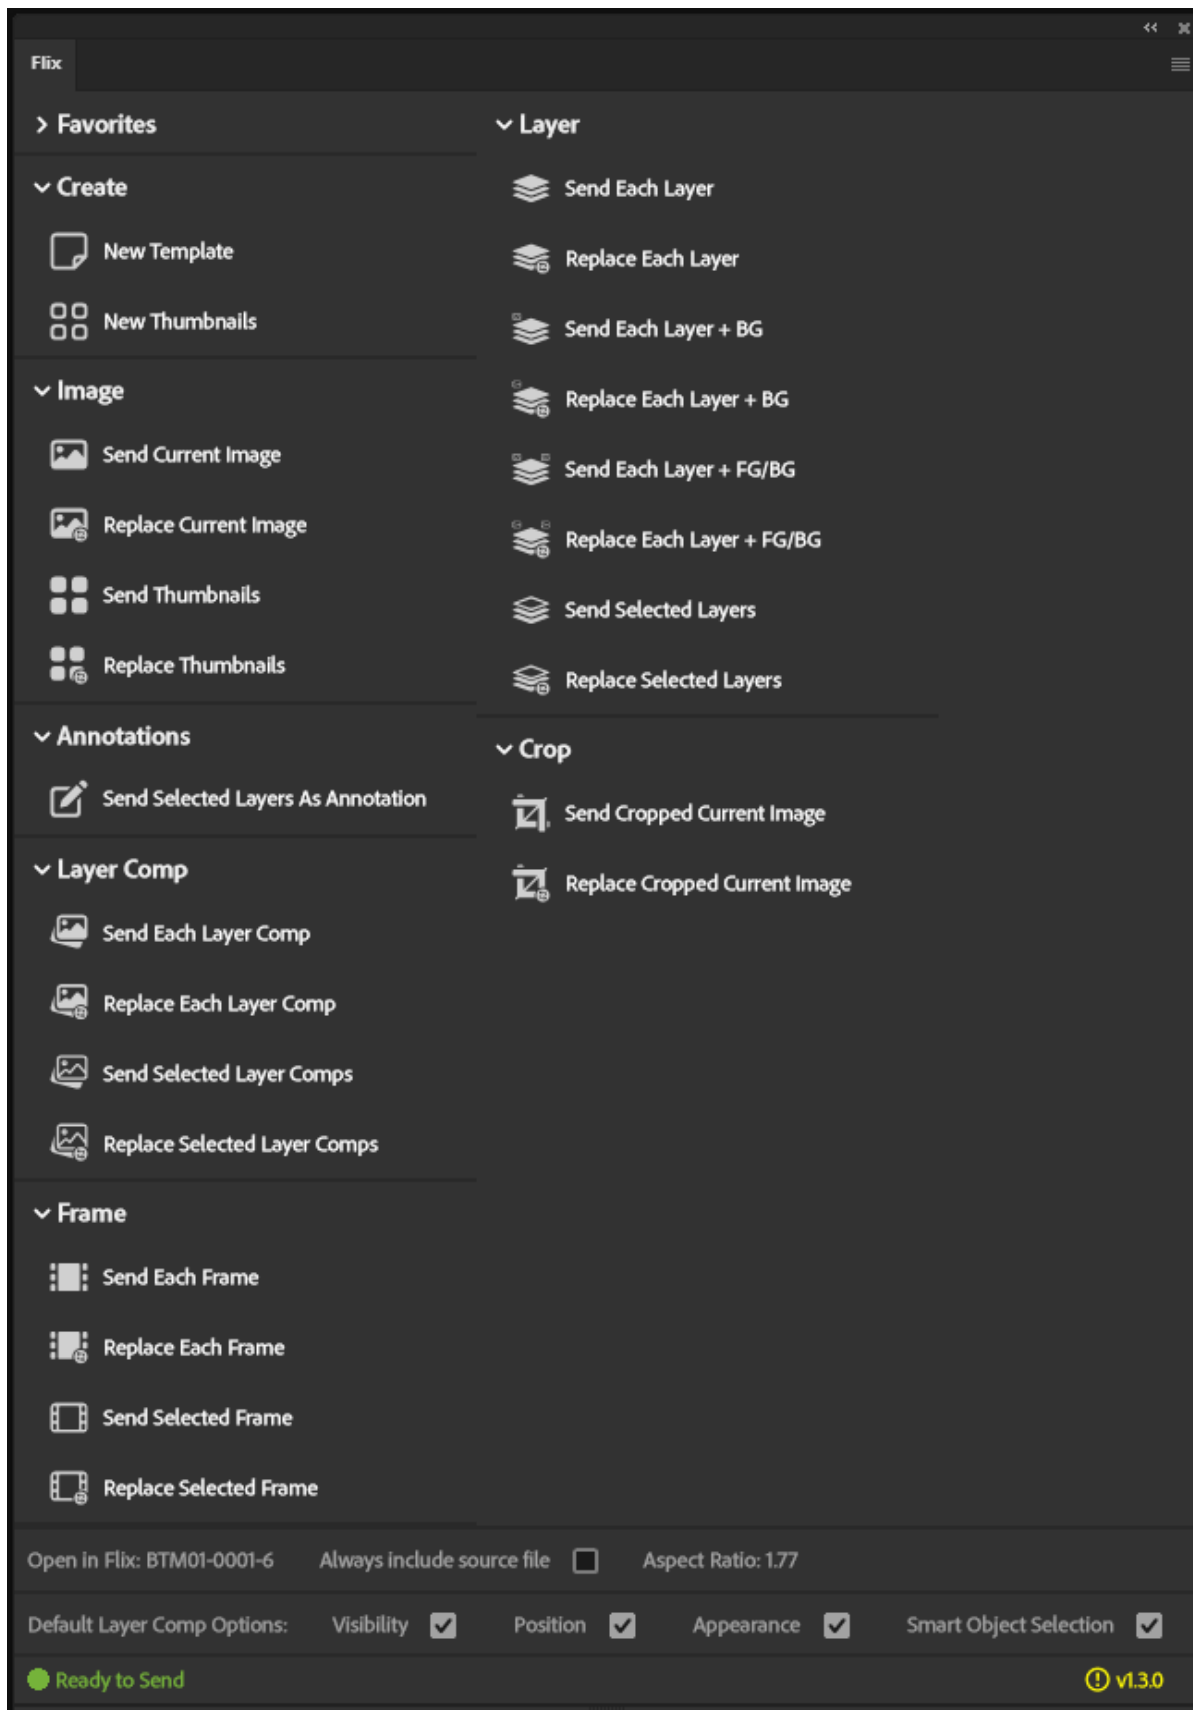 Flix
Favorites
Create
New Template
New Thumbnails
Image
Send Current Image
Replace Current Image
Send Thumbnails
Replace Thumbnails
Annotations
Send Selected Layers As Annotation
Layer Comp
Send Each Layer Comp
Replace Each Layer Comp
Send Selected Layer Comps
Replace Selected Layer Comps
Frame
Send Each Frame
Replace Each Frame
Send Selected Frame
Replace Selected Frame
Layer
Send Each Layer
Replace Each Layer
Send Each Layer + BG
Replace Each Layer + BG
Send Each Layer + FG/BG
Replace Each Layer + FG/BG
Send Selected Layers
Replace Selected Layers
Crop
Send Cropped Current Image
Replace Cropped Current Image
Open in Flix: BTM01-0001-6 Always include source file Aspect Ratio: 1.77
Default Layer Comp Options: Visibility Position Appearance Smart Object Selection
Ready to Send v1.3.0